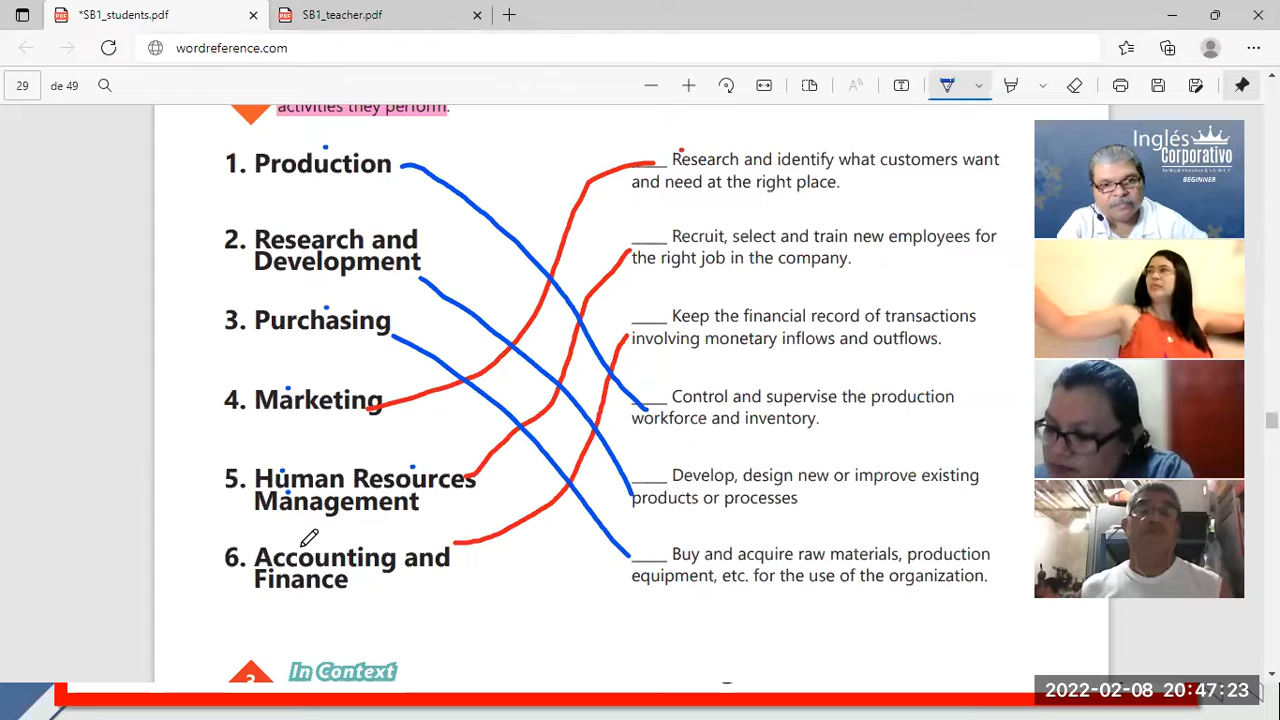 *SB1_students.pdf
SB1_teacher.pdf
wordreference.com
29
de 49
activities they perform.
Inglés
Corporativo
BEGINNER
1. Production
2. Research and
Development
3. Purchasing
4. Marketing
5. Human Resources
Management
6. Accounting and
Finance
____ Research and identify what customers want
and need at the right place.
____ Recruit, select and train new employees for
the right job in the company.
____ Keep the financial record of transactions
involving monetary inflows and outflows.
____ Control and supervise the production
workforce and inventory.
____ Develop, design new or improve existing
products or processes
____ Buy and acquire raw materials, production
equipment, etc. for the use of the organization.
3
In Context
2022-02-08 20:47:23